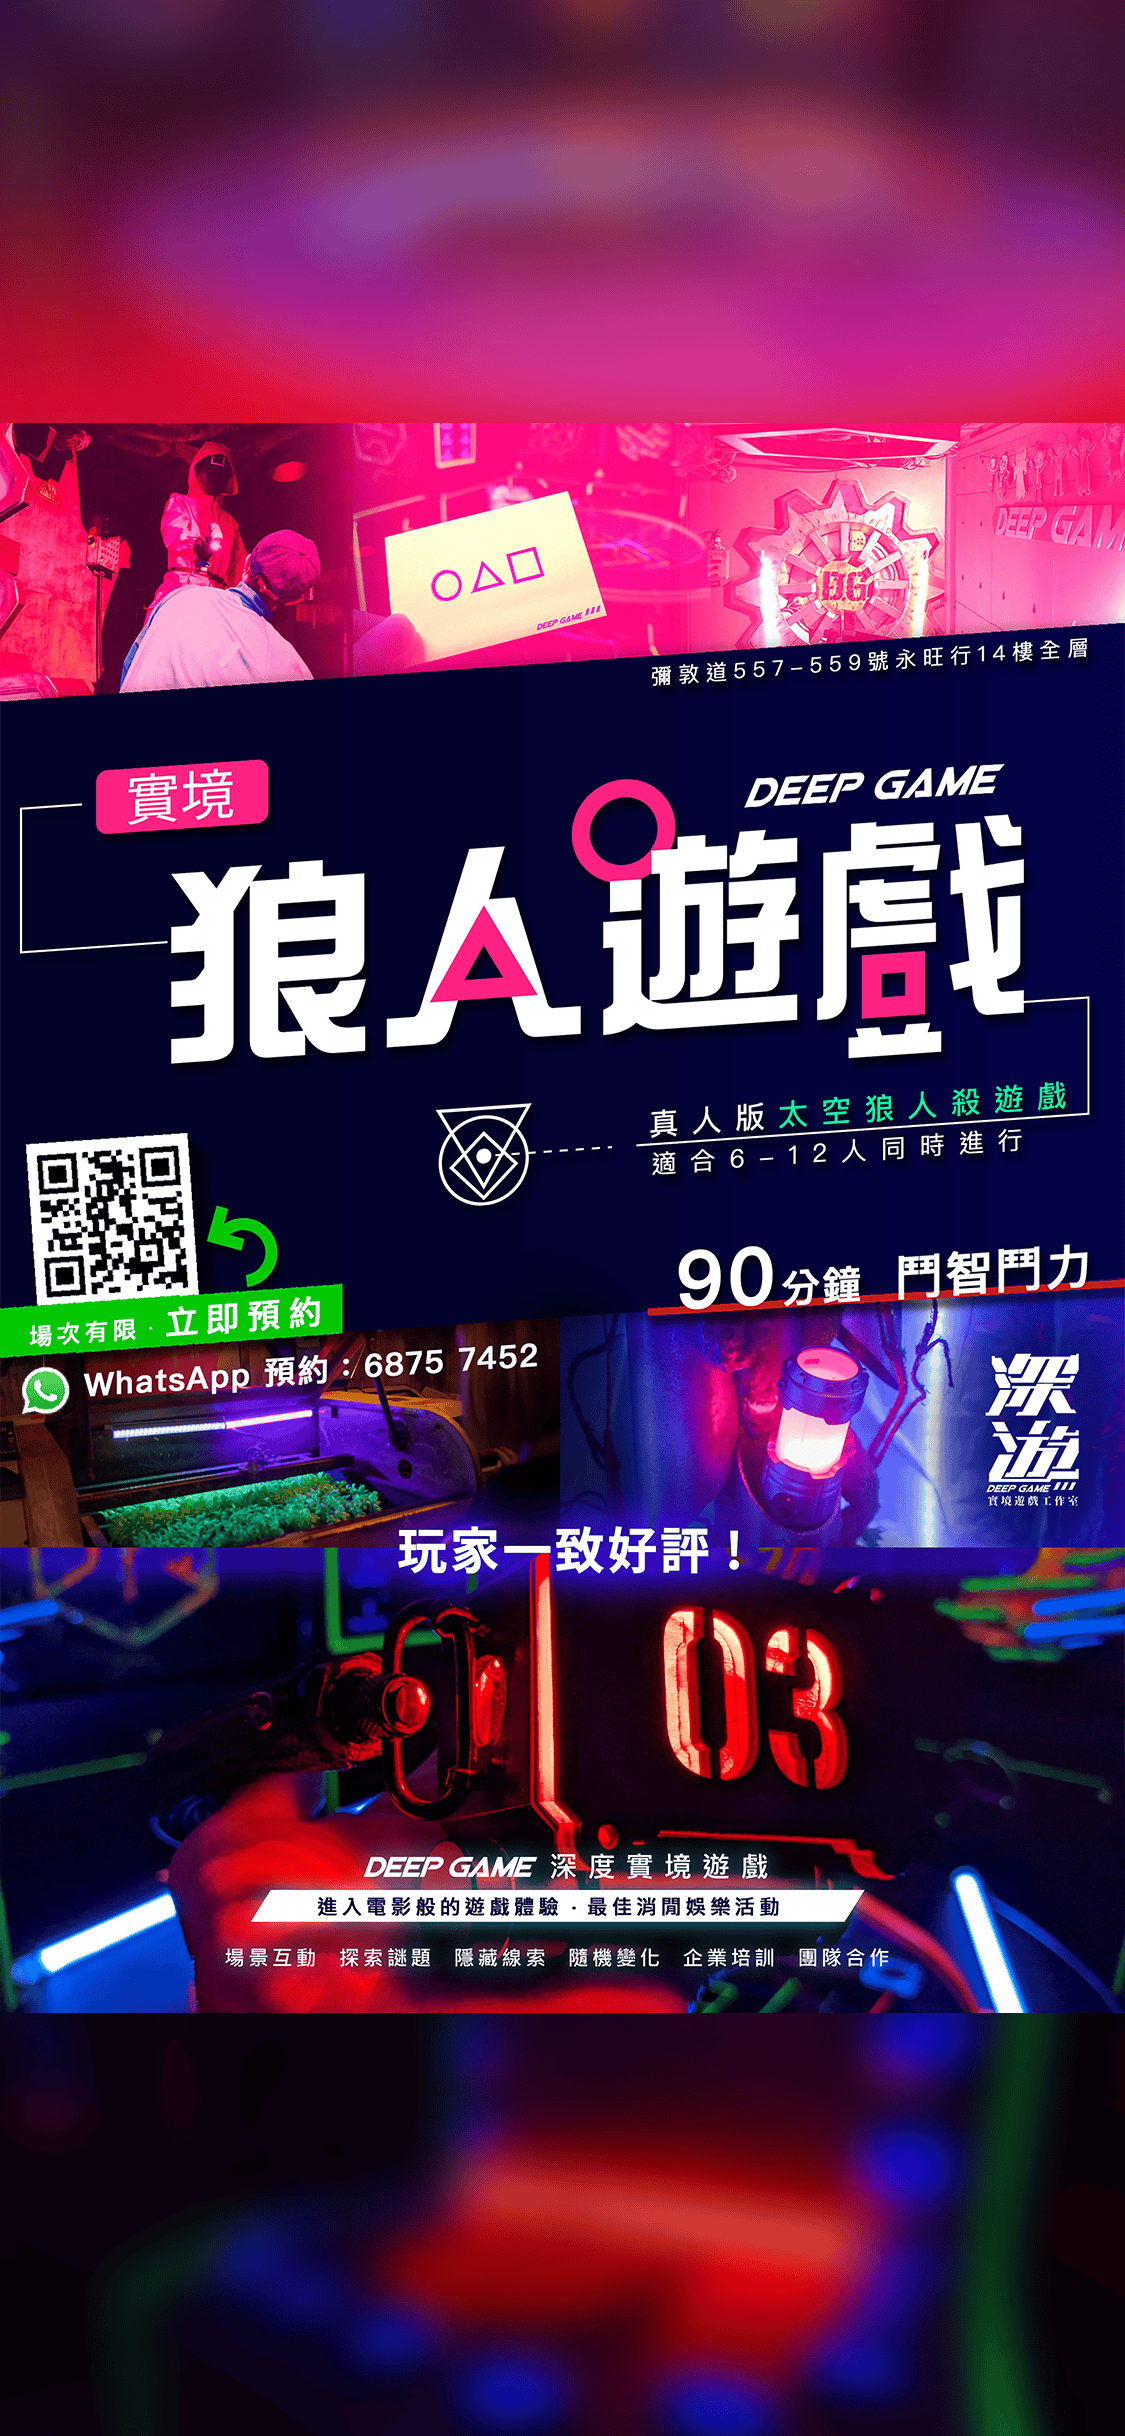 DEEP GAME
DG
DEEP GAM
彌敦道557-559號永旺行14樓全層
實境
DEEP GAME
狼人遊戲
真人版太空狼人殺遊戲
適合6-12人同時進行
90分鐘 鬥智鬥力
場次有限·立即預約
WhatsApp 預約：6875 7452
深遊
DEEP GAME
實境遊戲工作室
玩家一致好評！
03
DEEP GAME 深度實境遊戲
進入電影般的遊戲體驗·最佳消閒娛樂活動
場景互動 探索謎題 隱藏線索 隨機變化 企業培訓 團隊合作